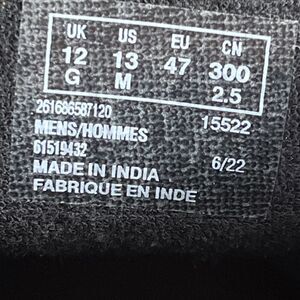 UK US EU CN
12 13 47 300
G M 2.5
261686587120
MENS/HOMMES 15522
61519432
MADE IN INDIA 6/22
FABRIQUE EN INDE